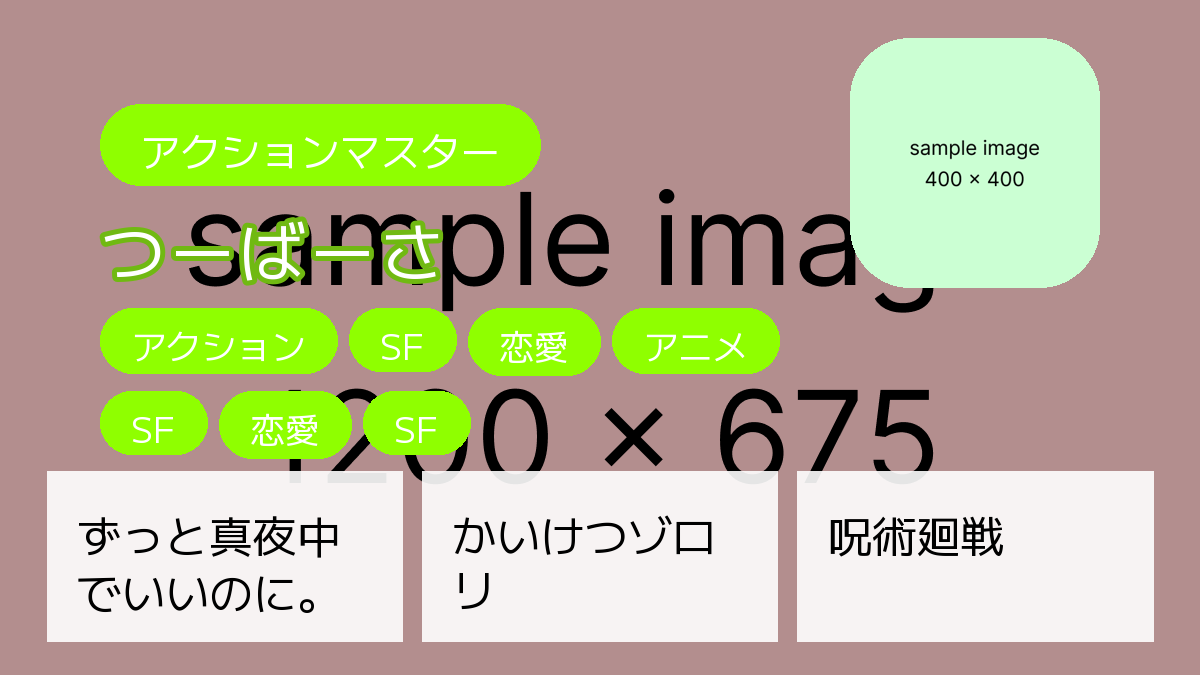 アクションマスター
sample image
400 × 400
sample imag
つーばーさ
アクション SF 恋愛 アニメ
1200 × 675
SF 恋愛 SF
ずっと真夜中
でいいのに。
かいけつゾロ
リ
呪術廻戦